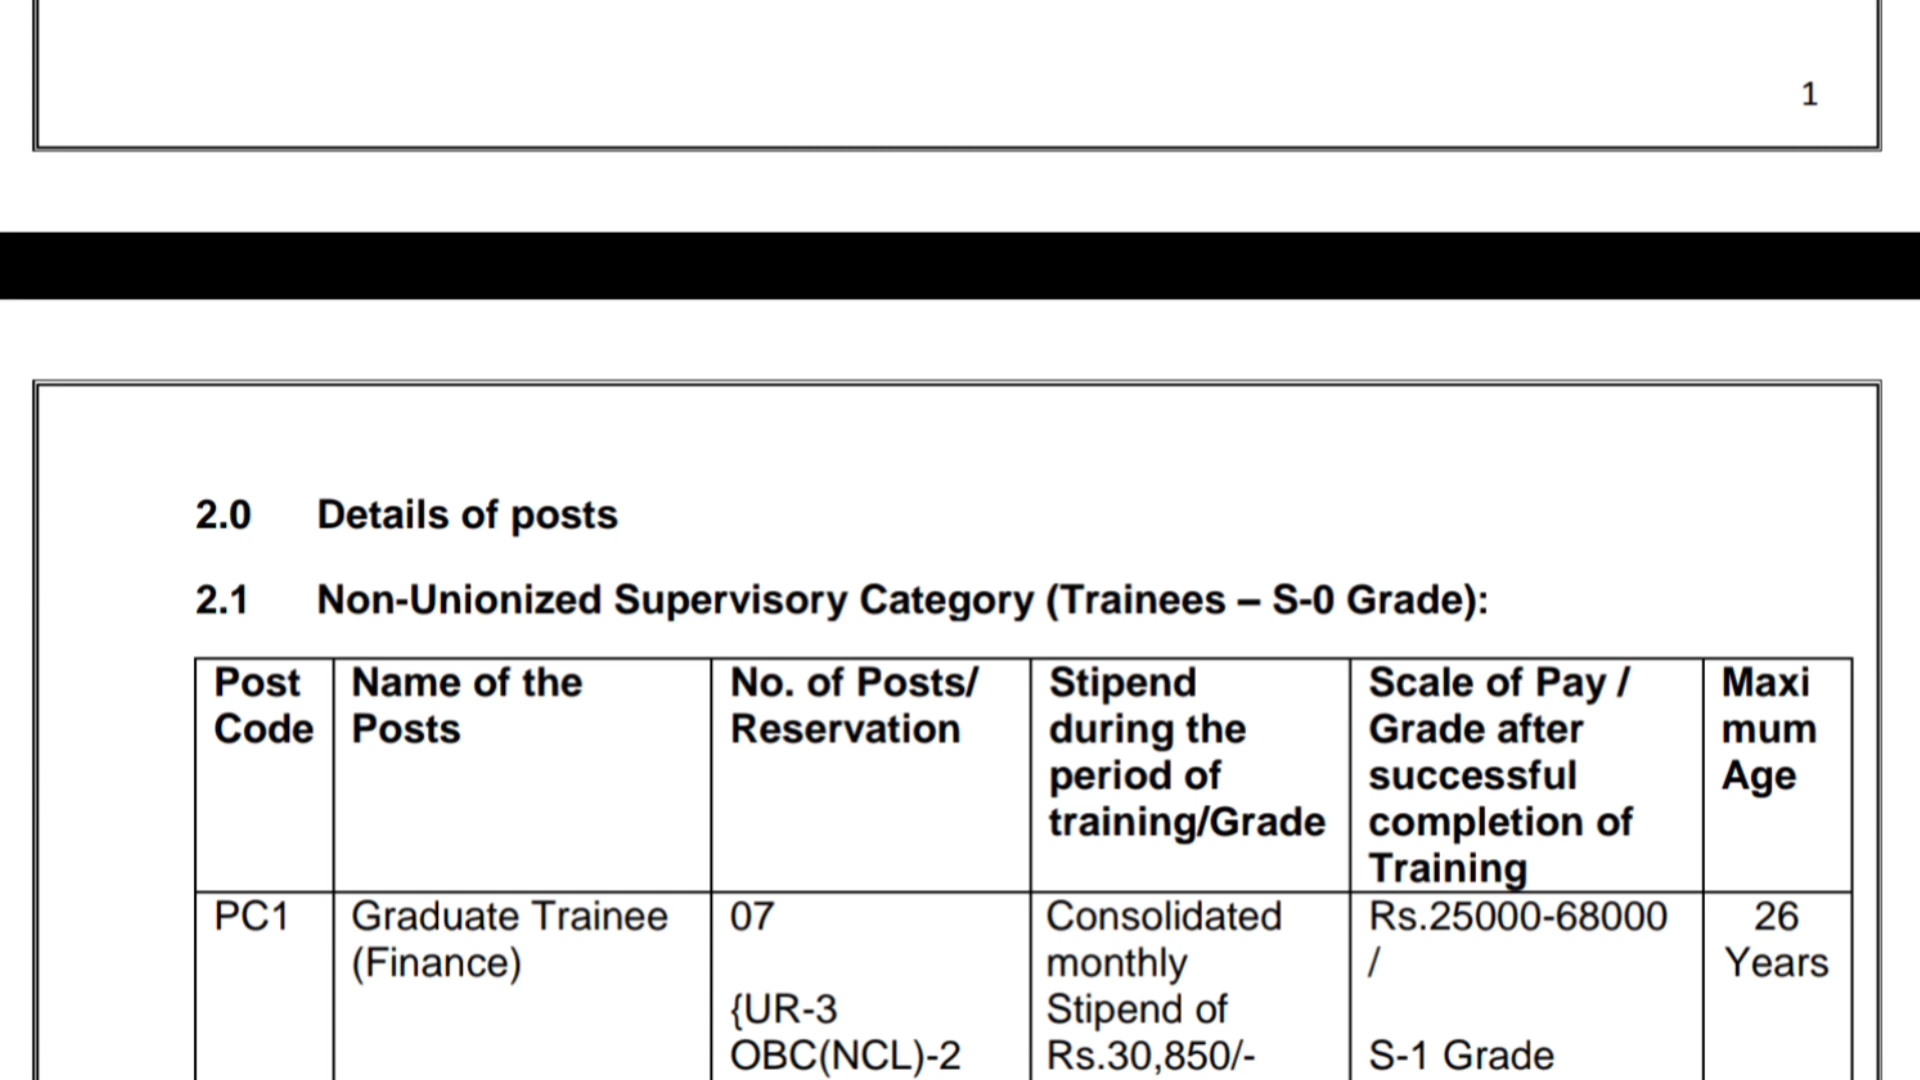 1
2.0 Details of posts
2.1 Non-Unionized Supervisory Category (Trainees – S-0 Grade):
Post Code
Name of the Posts
No. of Posts/ Reservation
Stipend during the period of training/Grade
Scale of Pay / Grade after successful completion of Training
Maxi mum Age
PC1
Graduate Trainee (Finance)
07
{UR-3
OBC(NCL)-2
Consolidated monthly Stipend of Rs.30,850/-
Rs.25000-68000 /
S-1 Grade
26 Years